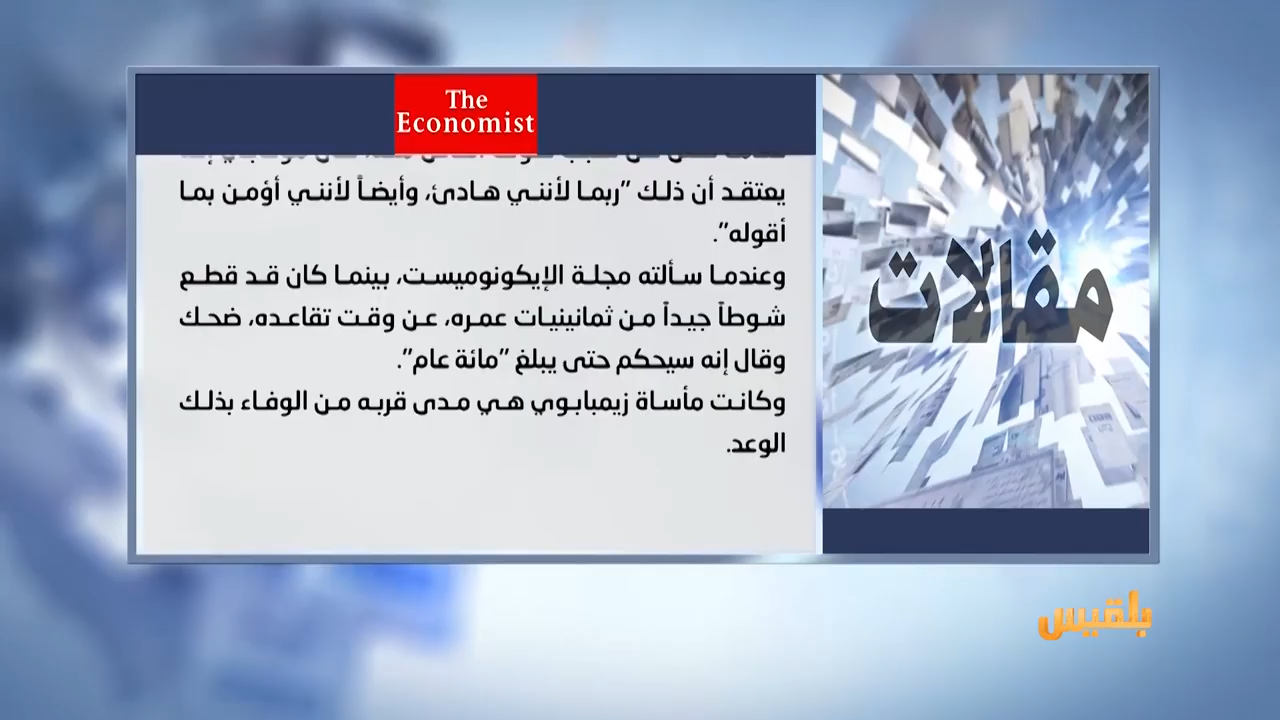 The
Economist
يعتقد أن ذلك "ربما لأنني هادئ، وأيضاً لأنني أؤمن بما
أقوله".
وعندما سألته مجلة الإيكونوميست، بينما كان قد قطع
شوطاً جيداً من ثمانينيات عمره، عن وقت تقاعده، ضحك
وقال إنه سيحكم حتى يبلغ "مائة عام".
وكانت مأساة زيمبابوي هي مدى قربه من الوفاء بذلك
الوعد.
مقالات
بلقيس